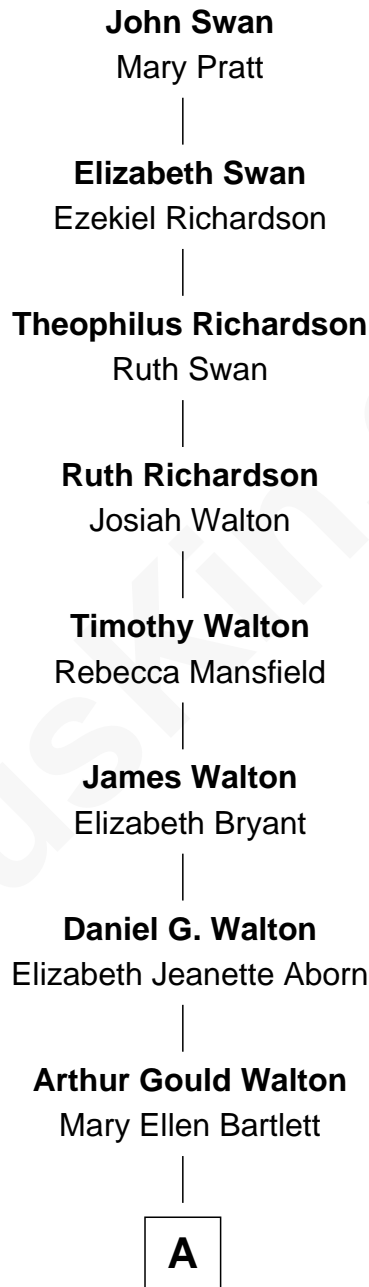 John Swan
Mary Pratt
Elizabeth Swan
Ezekiel Richardson
Theophilus Richardson
Ruth Swan
Ruth Richardson
Josiah Walton
Timothy Walton
Rebecca Mansfield
James Walton
Elizabeth Bryant
Daniel G. Walton
Elizabeth Jeanette Aborn
Arthur Gould Walton
Mary Ellen Bartlett
A